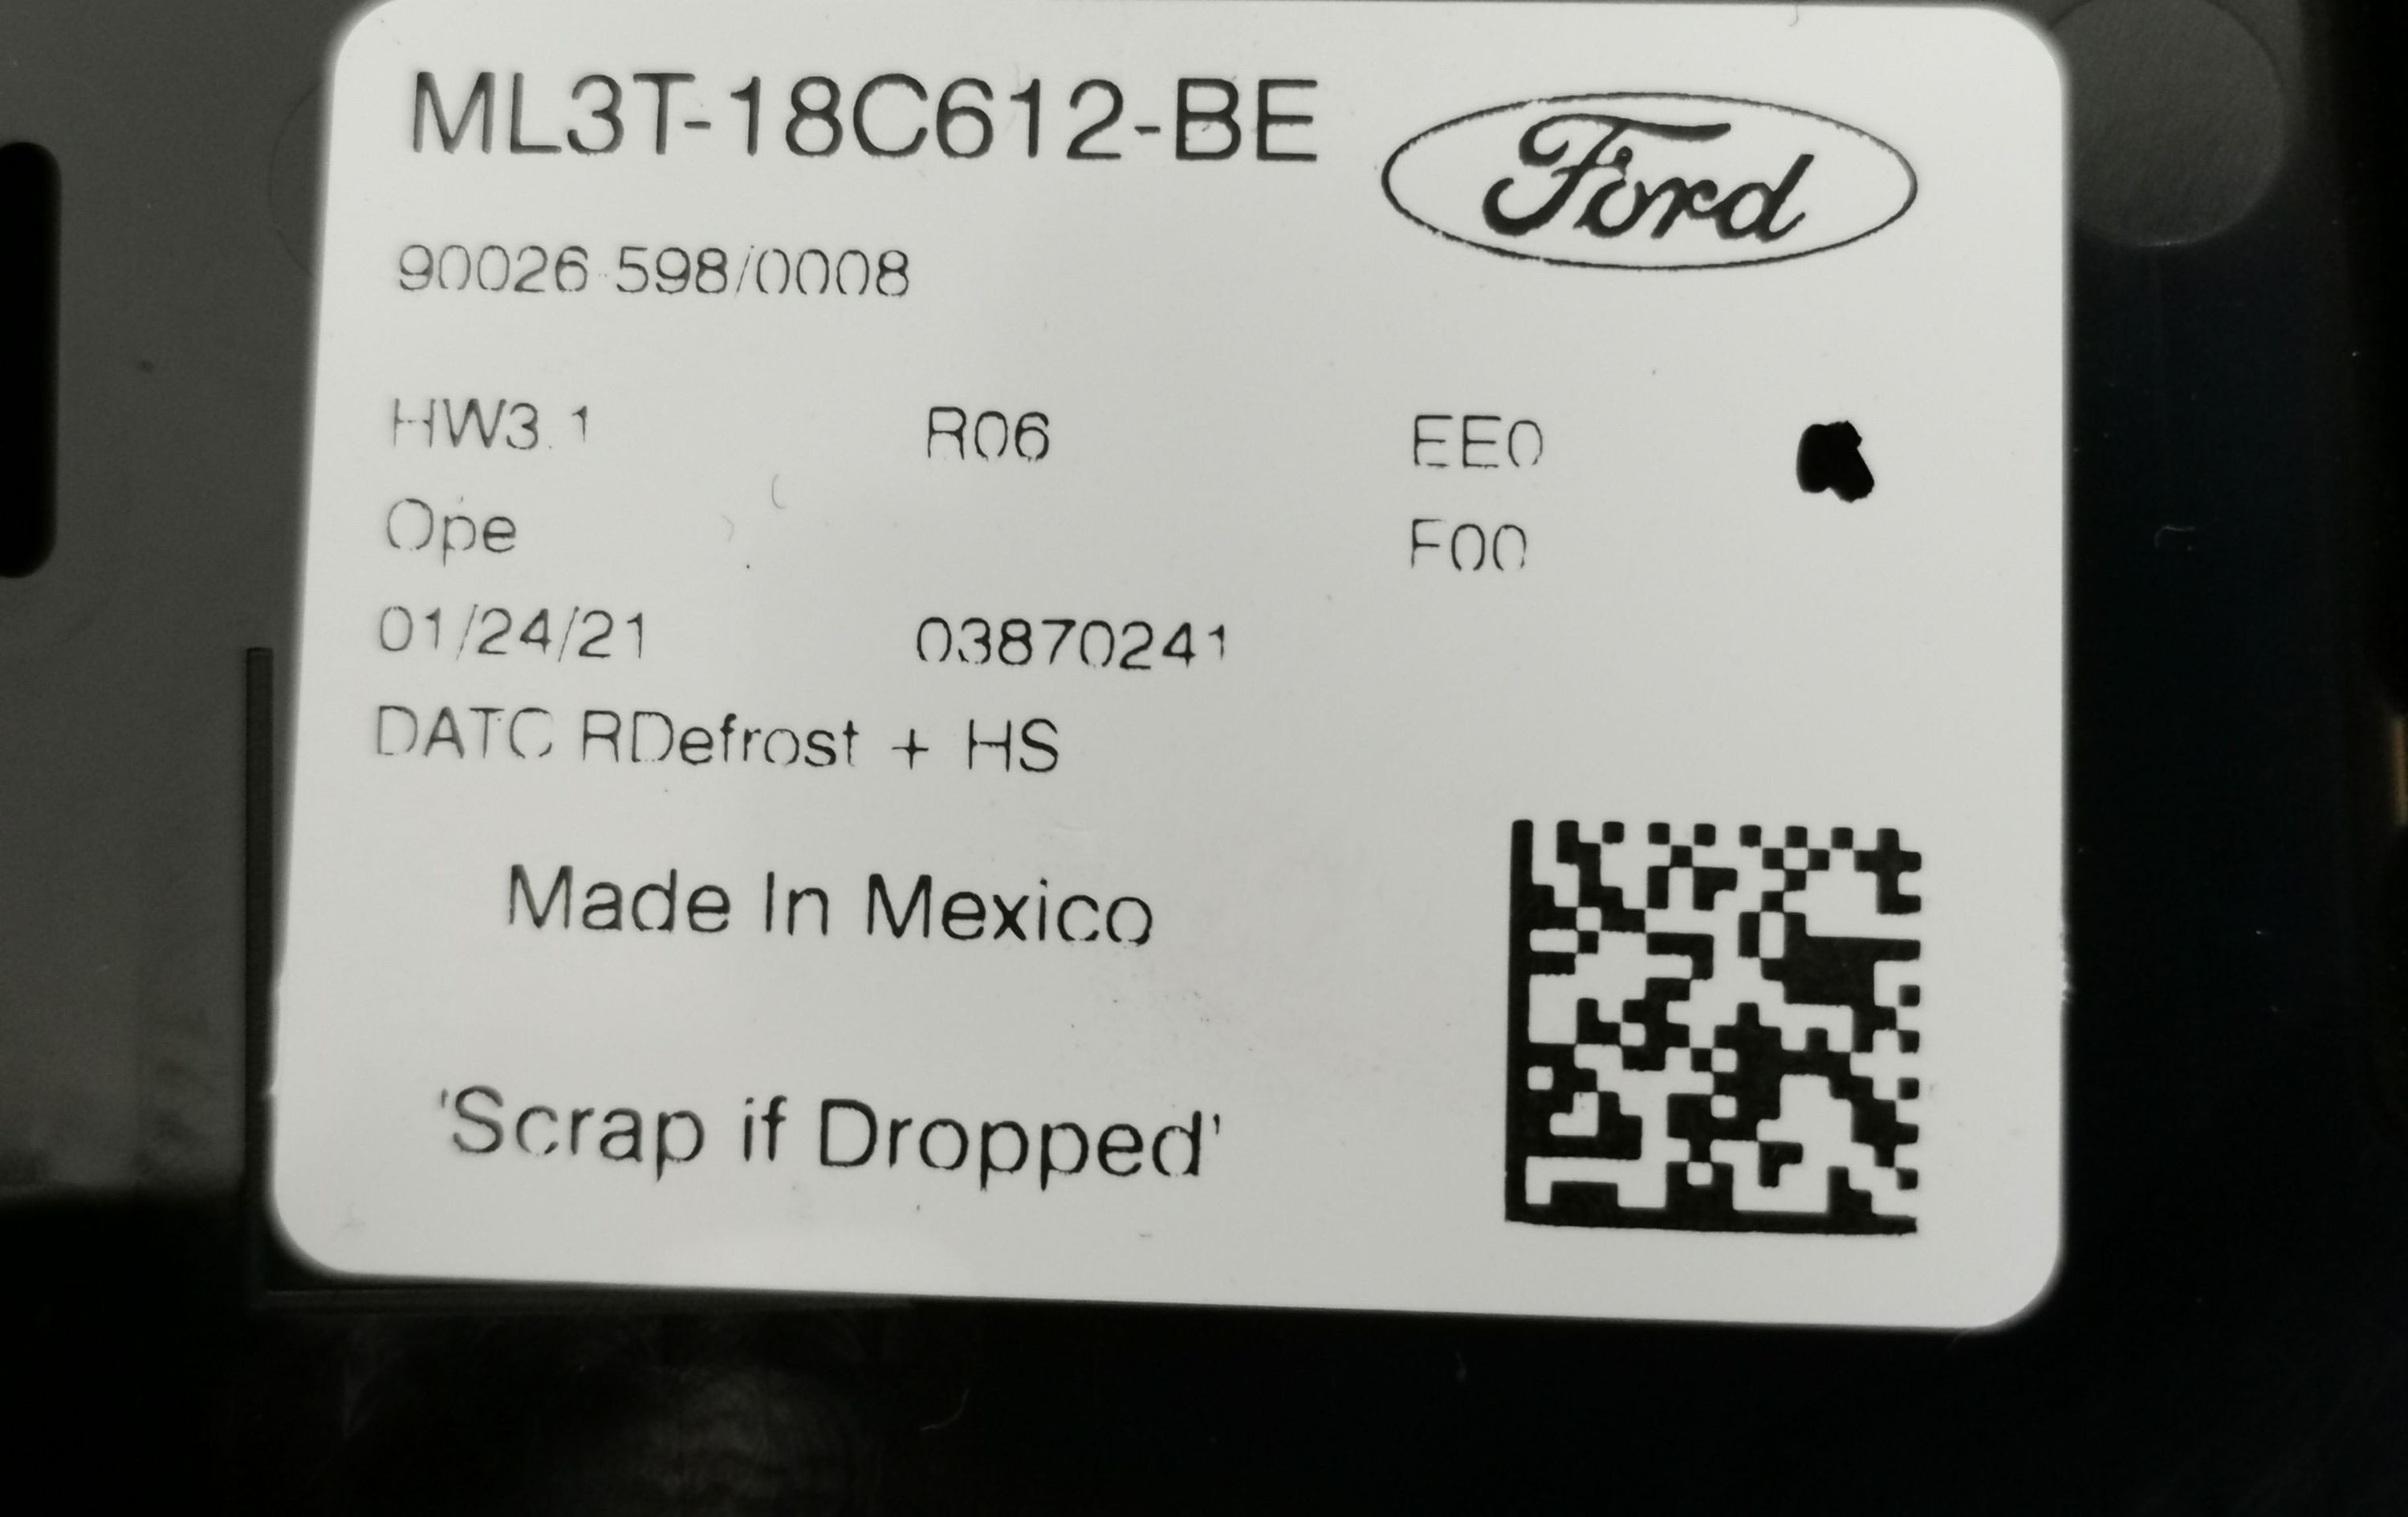 ML3T-18C612-BE
Ford
90026-598/0008
HW3.1 R06 EE0
Ope F00
01/24/21 03870241
DATC RDefrost + HS
Made In Mexico
'Scrap if Dropped'